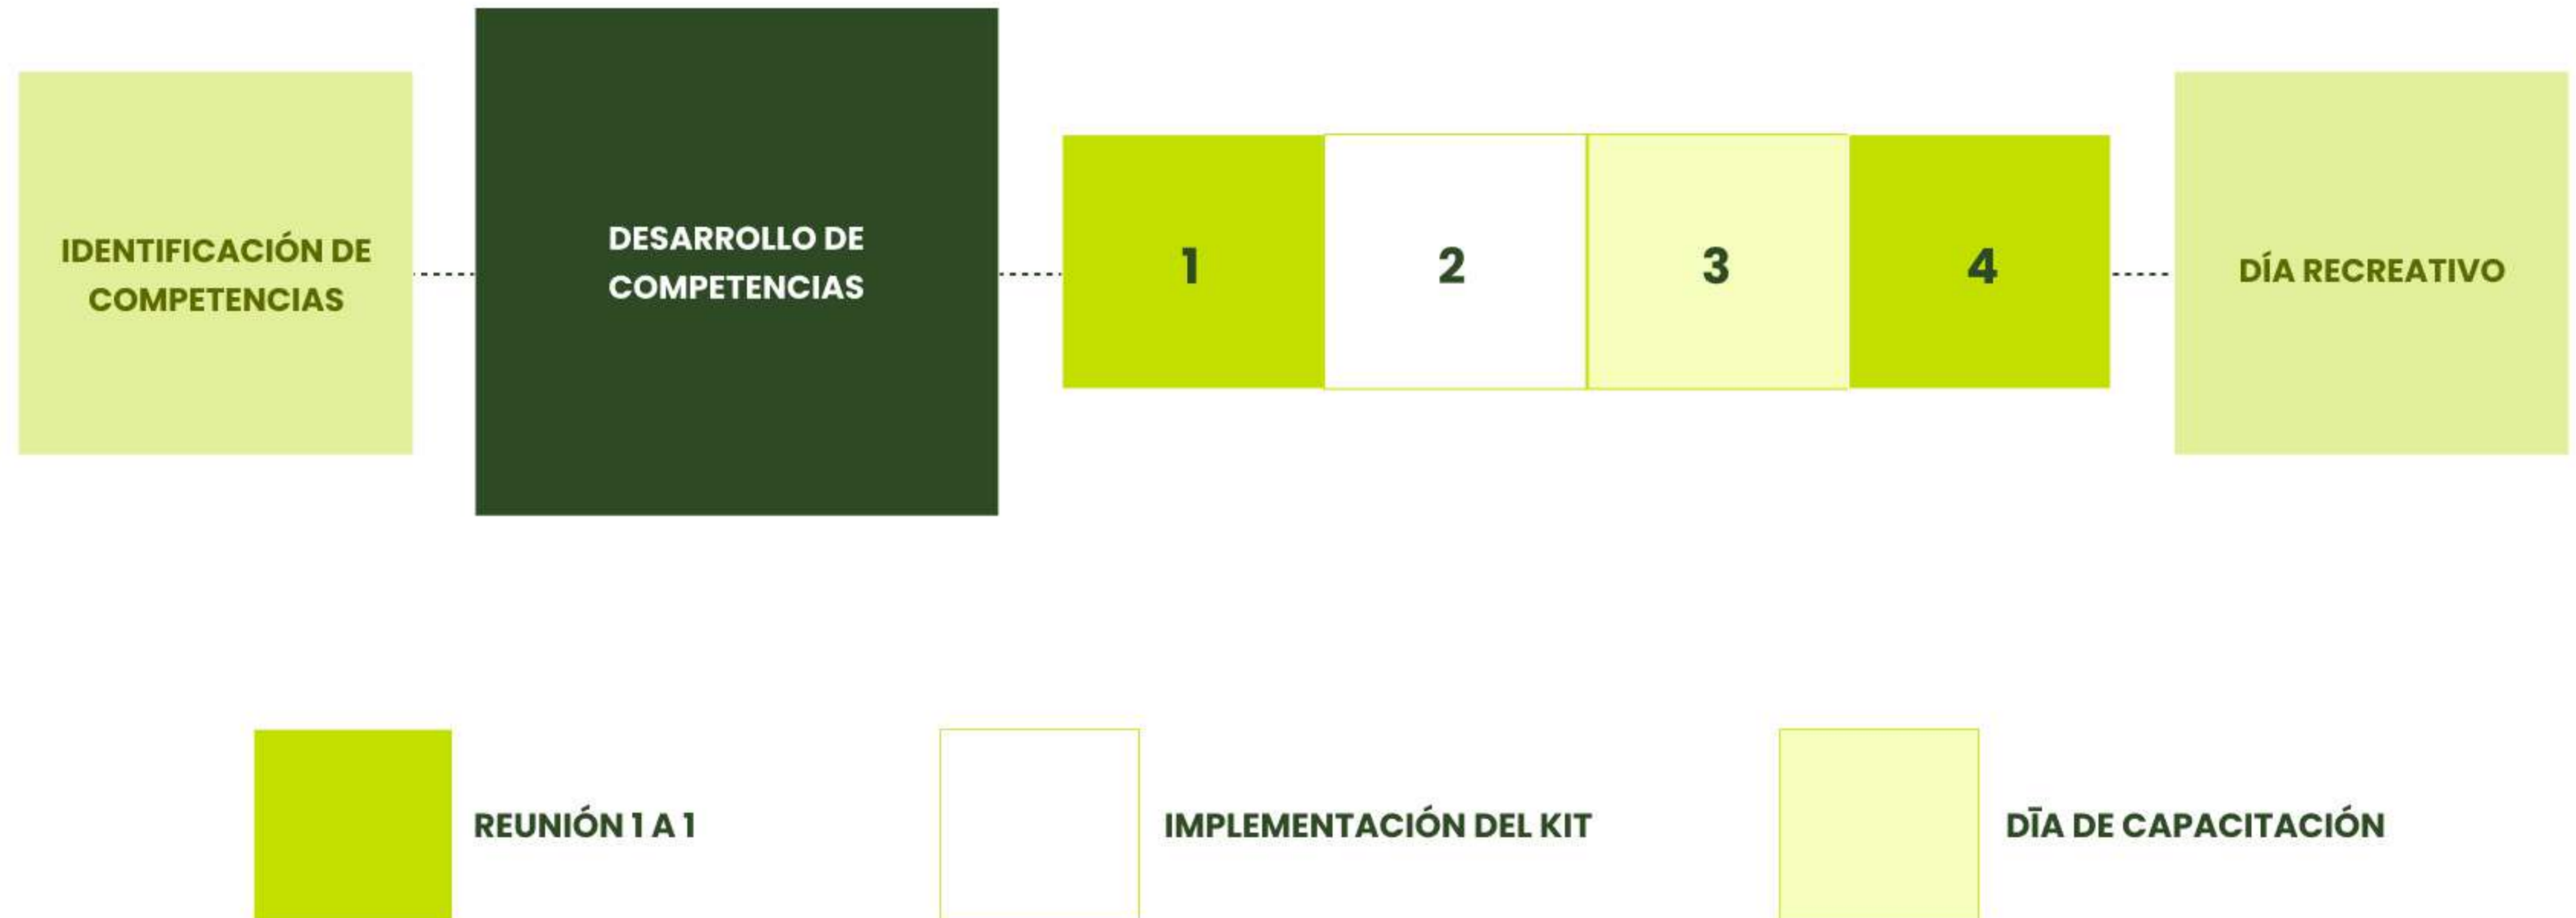 IDENTIFICACIÓN DE
COMPETENCIAS
DESARROLLO DE
COMPETENCIAS
1
2
3
4
DÍA RECREATIVO
REUNIÓN 1 A 1
IMPLEMENTACIÓN DEL KIT
DĪA DE CAPACITACIÓN